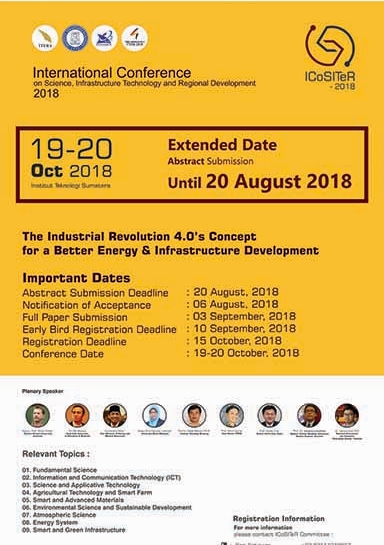 International Conference
on Science, Infrastructure Technology and Regional Development
2018
ICoSITeR
- 2018 -
19-20
Oct 2018
Institut Teknologi Sumatera
Extended Date
Abstract Submission
Until 20 August 2018
The Industrial Revolution 4.0's Concept
for a Better Energy & Infrastructure Development
Important Dates
Abstract Submission Deadline : 20 August, 2018
Notification of Acceptance : 06 August, 2018
Full Paper Submission : 03 September, 2018
Early Bird Registration Deadline : 10 September, 2018
Registration Deadline : 15 October, 2018
Conference Date : 19-20 October, 2018
Plenary Speaker
Relevant Topics :
01. Fundamental Science
02. Information and Communication Technology (ICT)
03. Science and Applicative Technology
04. Agricultural Technology and Smart Farm
05. Smart and Advanced Materials
06. Environmental Science and Sustainable Development
07. Atmospheric Science
08. Energy System
09. Smart and Green Infrastructure
Registration Information
For more information
please contact ICoSITeR Committee :